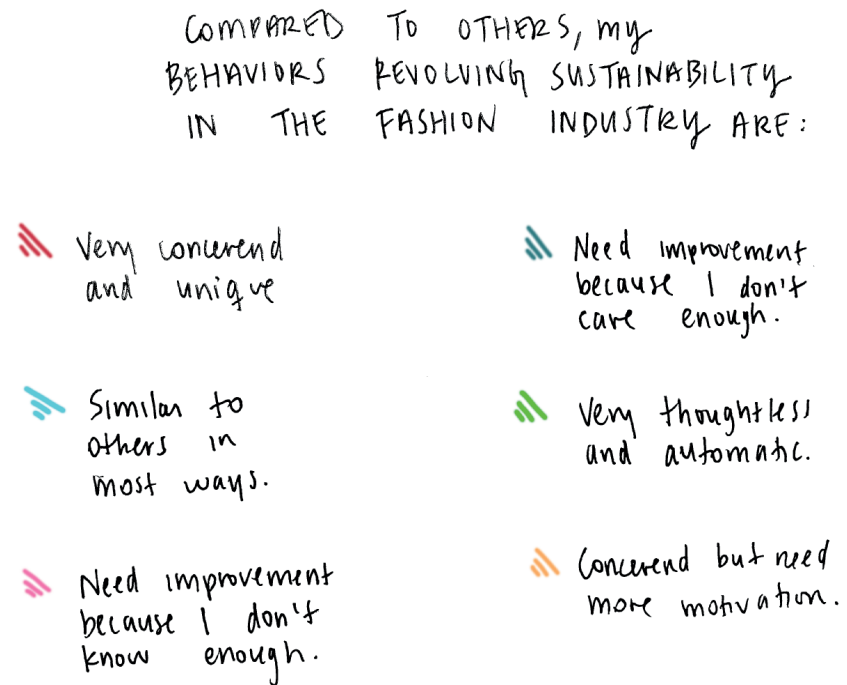 COMPARED TO OTHERS, my
BEHAVIORS REVOLVING SUSTAINABILITY
IN THE FASHION INDUSTRY ARE:
Very concerend
and unique
Similar to
others in
most ways.
Need improvement
because I don't
know enough.
Need improvement
because I don't
care enough.
Very thoughtless
and automatic.
Concerend but need
more motivation.